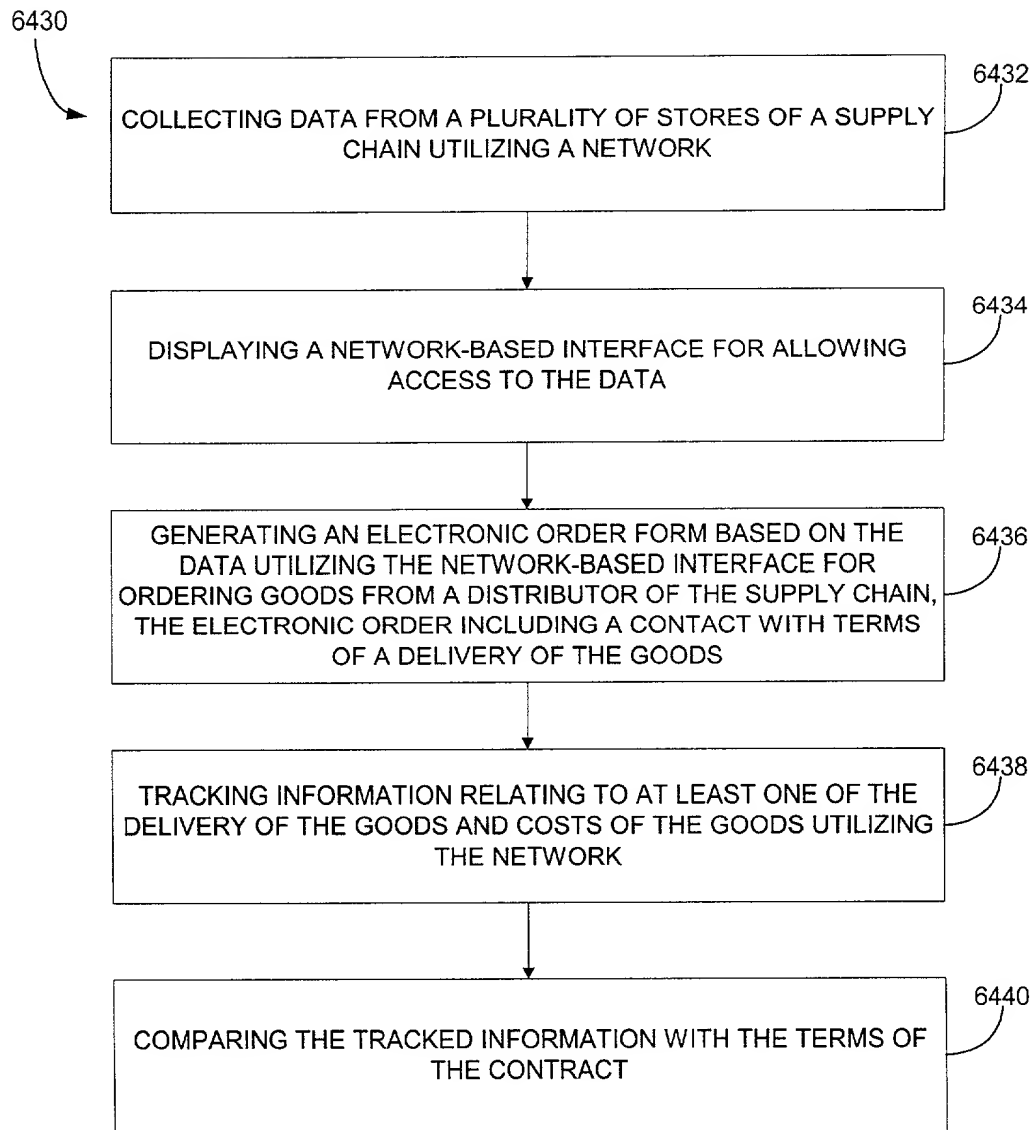 6430
6432
COLLECTING DATA FROM A PLURALITY OF STORES OF A SUPPLY
CHAIN UTILIZING A NETWORK
6434
DISPLAYING A NETWORK-BASED INTERFACE FOR ALLOWING
ACCESS TO THE DATA
6436
GENERATING AN ELECTRONIC ORDER FORM BASED ON THE
DATA UTILIZING THE NETWORK-BASED INTERFACE FOR
ORDERING GOODS FROM A DISTRIBUTOR OF THE SUPPLY CHAIN,
THE ELECTRONIC ORDER INCLUDING A CONTACT WITH TERMS
OF A DELIVERY OF THE GOODS
6438
TRACKING INFORMATION RELATING TO AT LEAST ONE OF THE
DELIVERY OF THE GOODS AND COSTS OF THE GOODS UTILIZING
THE NETWORK
6440
COMPARING THE TRACKED INFORMATION WITH THE TERMS OF
THE CONTRACT